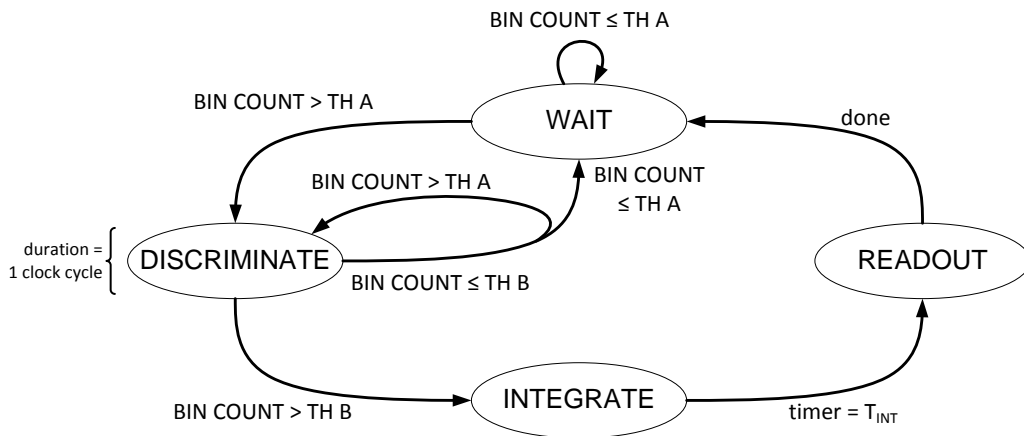 BIN COUNT ≤ TH A
BIN COUNT > TH A
WAIT
done
BIN COUNT > TH A
BIN COUNT
≤ TH A
duration =
1 clock cycle
DISCRIMINATE
READOUT
BIN COUNT ≤ TH B
INTEGRATE
BIN COUNT > TH B
timer = T_INT